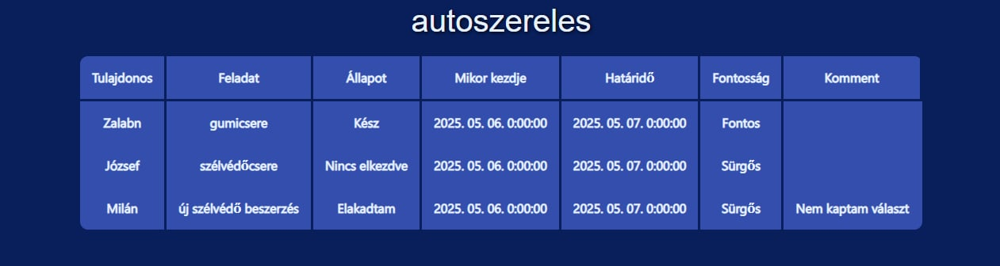 autoszereles
Tulajdonos Feladat Állapot Mikor kezdje Határidő Fontosság Komment
Zalabn gumicsere Kész 2025. 05. 06. 0:00:00 2025. 05. 07. 0:00:00 Fontos
József szélvédőcsere Nincs elkezdve 2025. 05. 06. 0:00:00 2025. 05. 07. 0:00:00 Sürgős
Milán új szélvédő beszerzés Elakadtam 2025. 05. 06. 0:00:00 2025. 05. 07. 0:00:00 Sürgős Nem kaptam választ